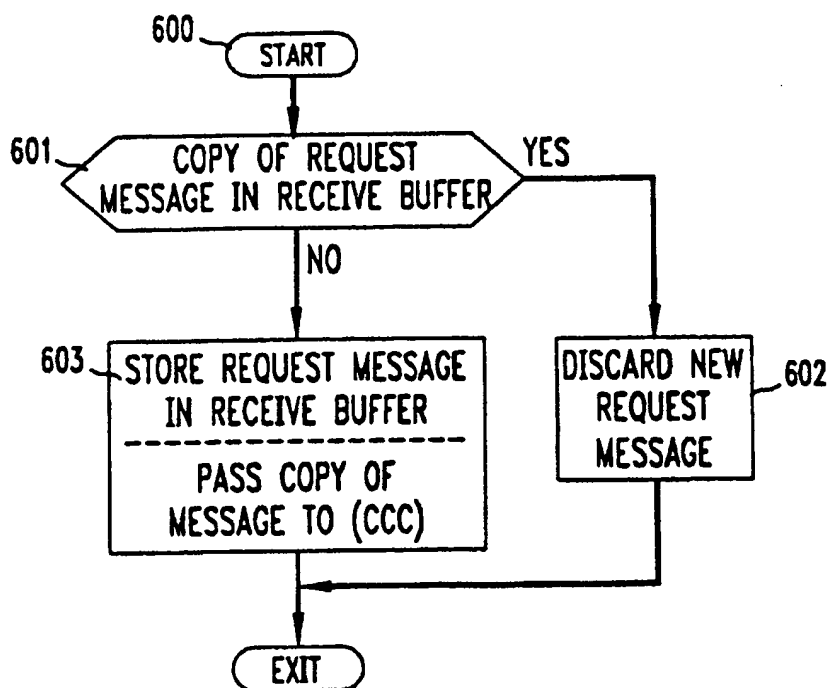 600
START
601
COPY OF REQUEST
MESSAGE IN RECEIVE BUFFER
YES
NO
603
STORE REQUEST MESSAGE
IN RECEIVE BUFFER
PASS COPY OF
MESSAGE TO (CCC)
DISCARD NEW
REQUEST
MESSAGE
602
EXIT